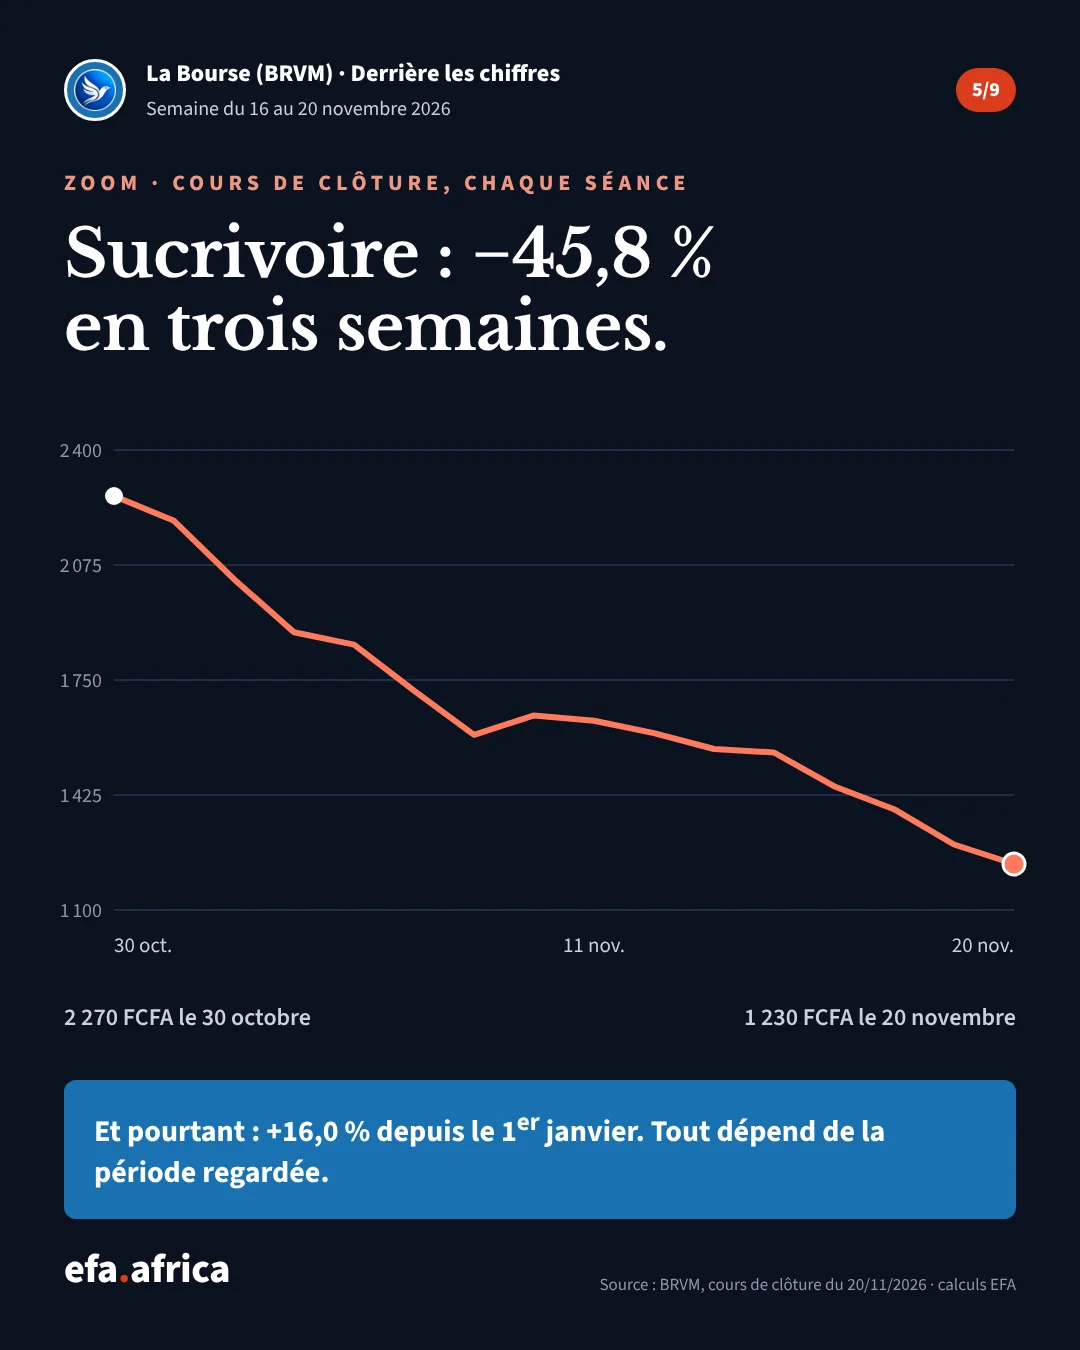 La Bourse (BRVM) · Derrière les chiffres
Semaine du 16 au 20 novembre 2026
5/9
ZOOM · COURS DE CLÔTURE, CHAQUE SÉANCE
Sucrivoire : −45,8 %
en trois semaines.
2 400
2 075
1 750
1 425
1 100
30 oct.
11 nov.
20 nov.
2 270 FCFA le 30 octobre
1 230 FCFA le 20 novembre
Et pourtant : +16,0 % depuis le 1er janvier. Tout dépend de la
période regardée.
efa.africa
Source : BRVM, cours de clôture du 20/11/2026 · calculs EFA